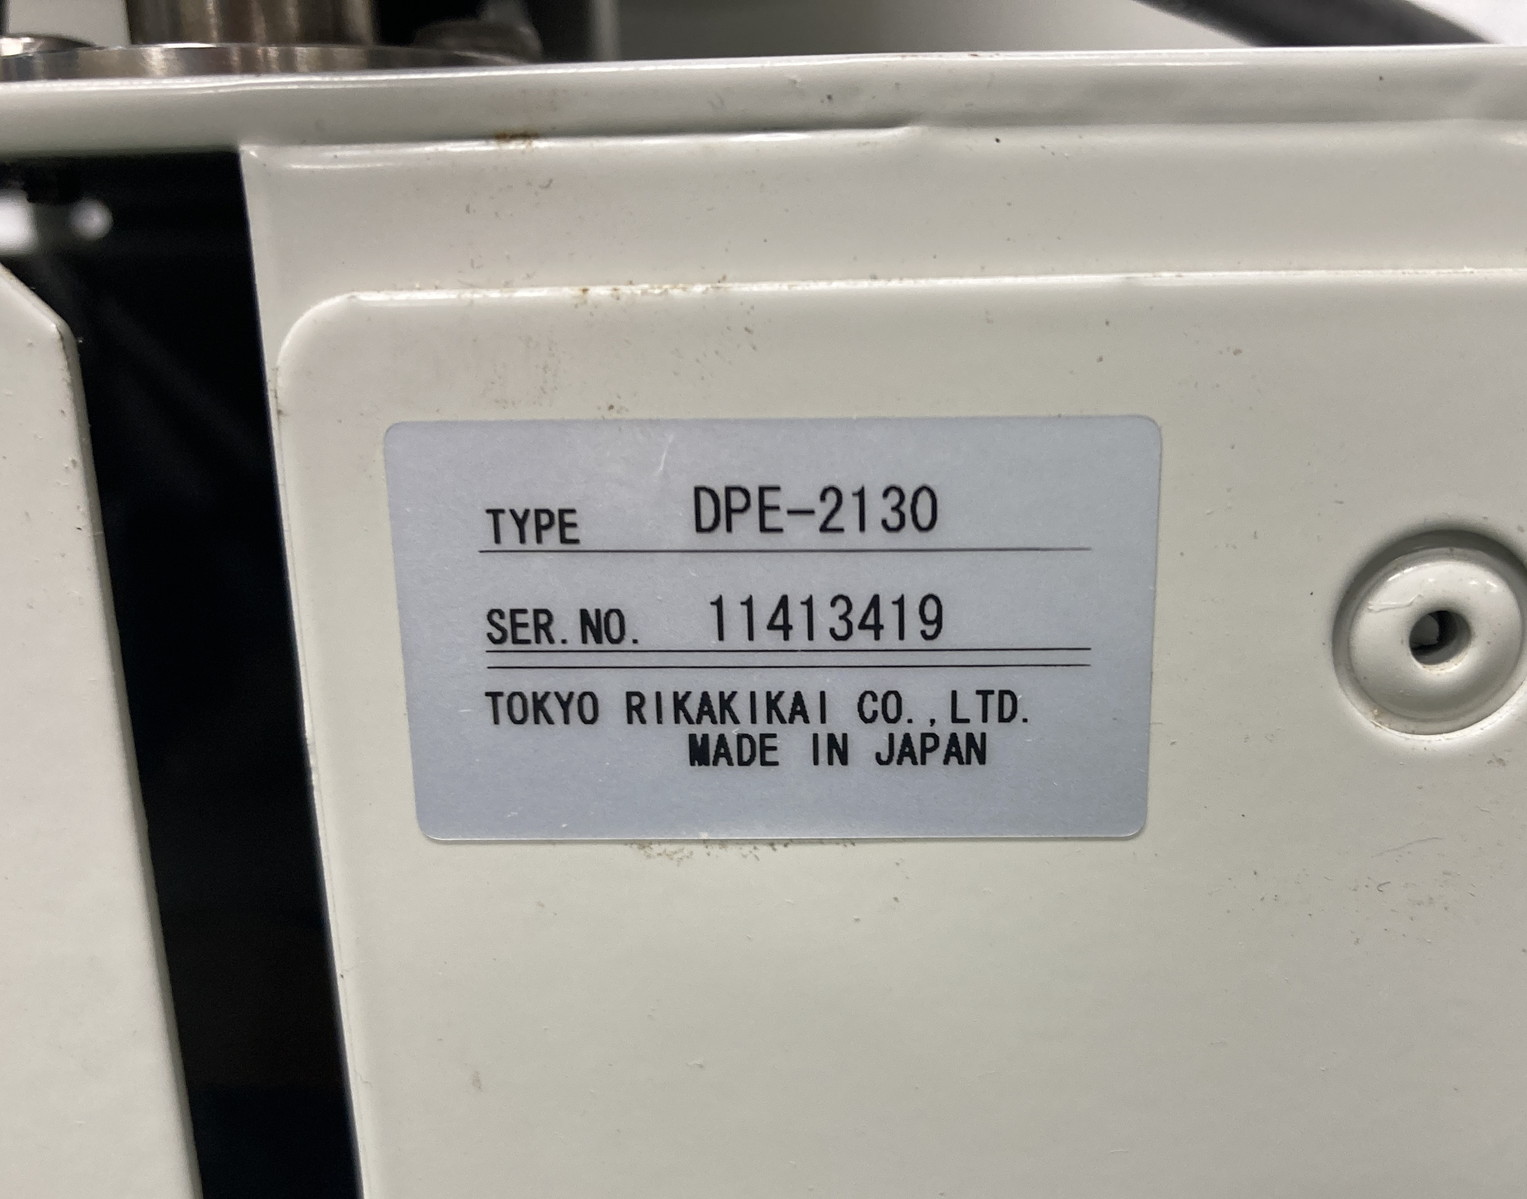 TYPE DPE-2130
SER.NO. 11413419
TOKYO RIKAKIKAI CO.,LTD.
MADE IN JAPAN